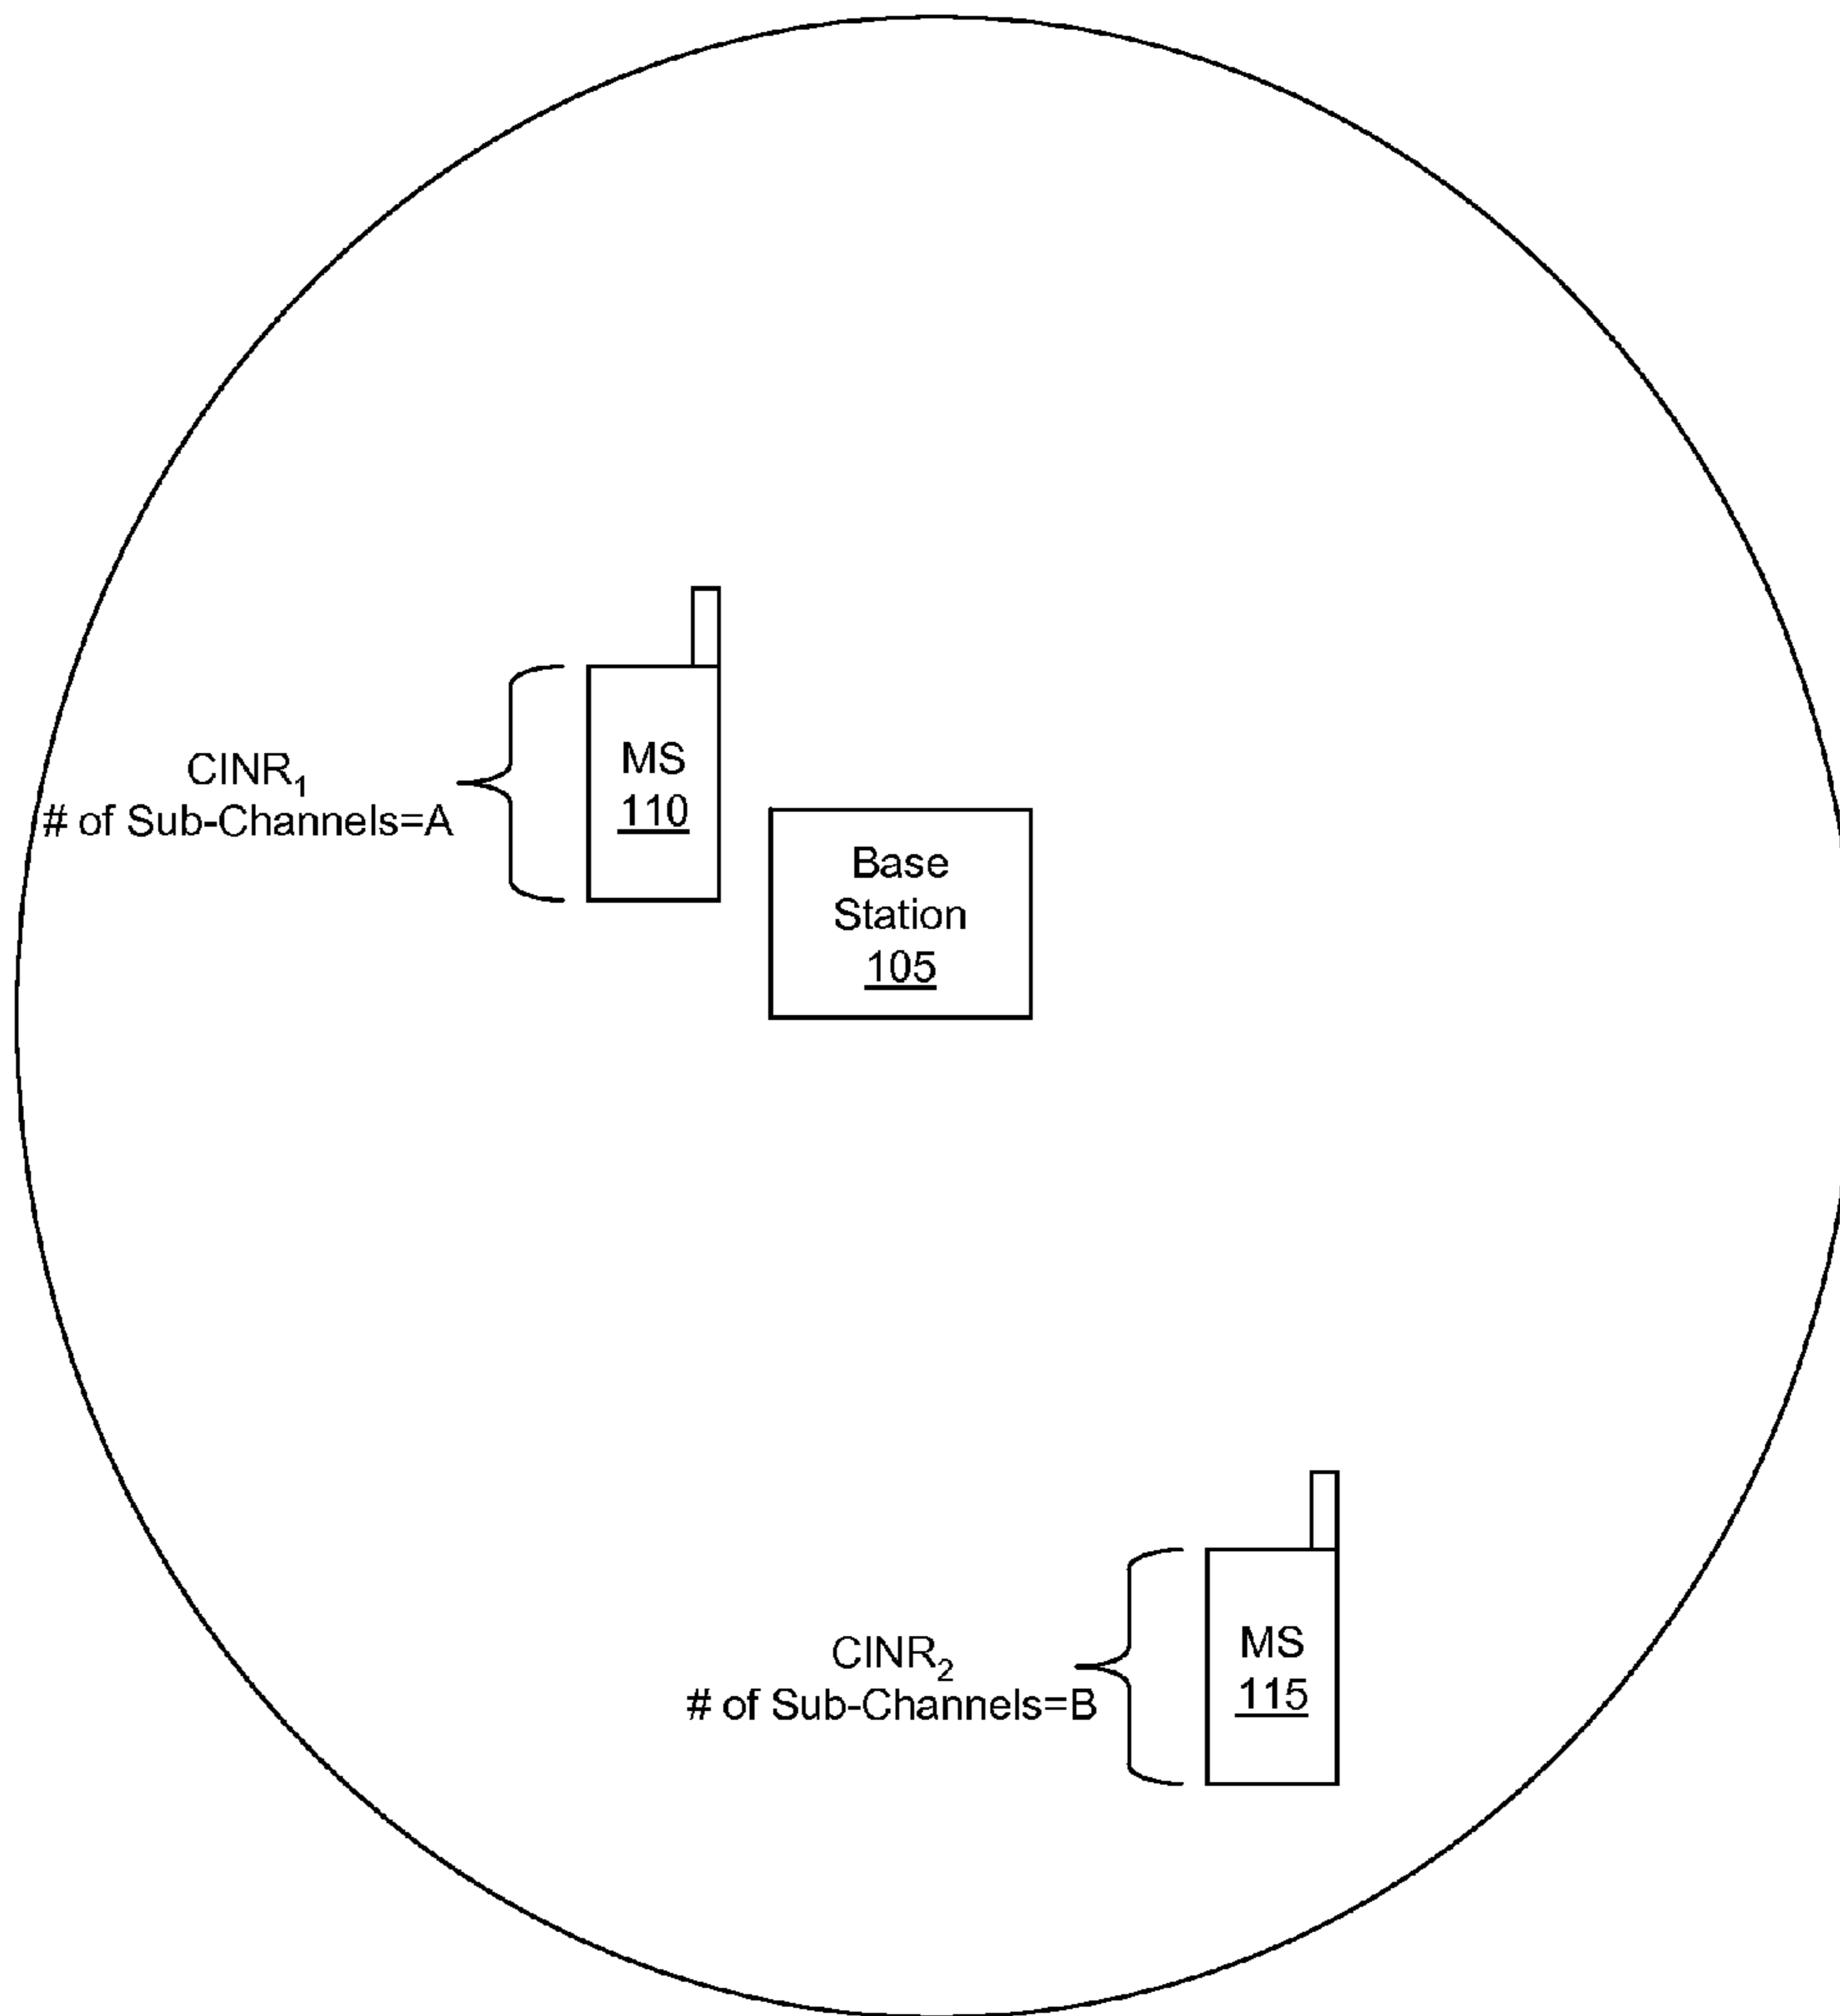 CINR1
# of Sub-Channels=A
MS
110
Base
Station
105
CINR2
# of Sub-Channels=B
MS
115